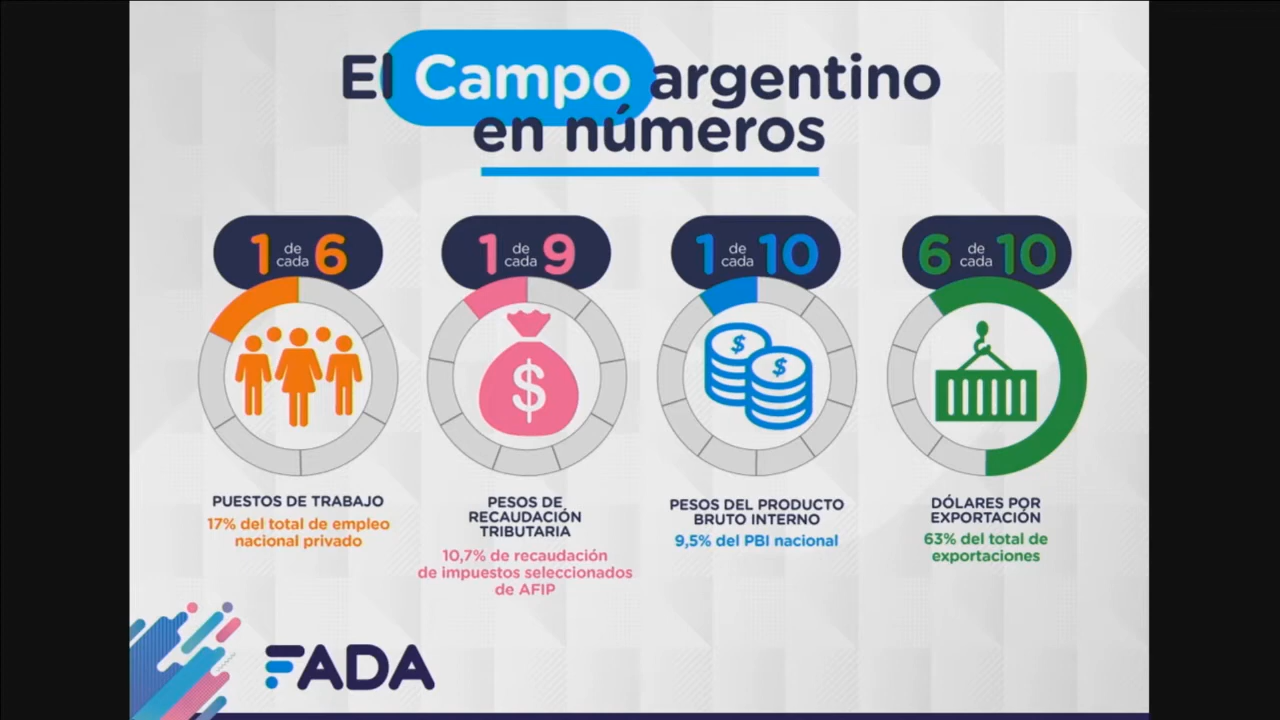 El Campo argentino
en números
1 de cada 6
1 de cada 9
1 de cada 10
6 de cada 10
$
$
$
PUESTOS DE TRABAJO
17% del total de empleo
nacional privado
PESOS DE
RECAUDACIÓN
TRIBUTARIA
10,7% de recaudación
de impuestos seleccionados
de AFIP
PESOS DEL PRODUCTO
BRUTO INTERNO
9,5% del PBI nacional
DÓLARES POR
EXPORTACIÓN
63% del total de
exportaciones
FADA